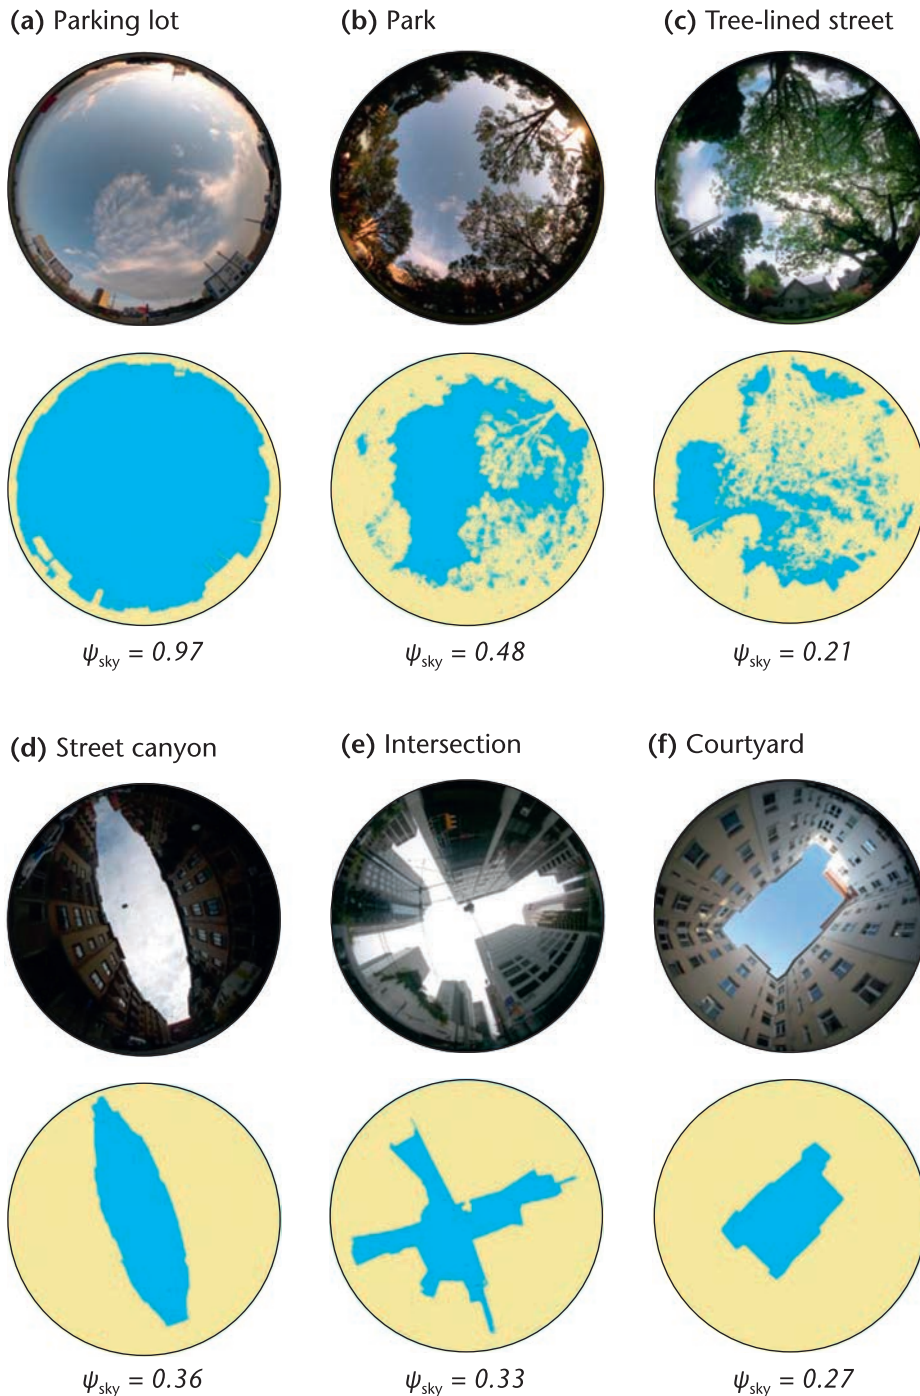 (a) Parking lot
(b) Park
(c) Tree-lined street
ψsky = 0.97
ψsky = 0.48
ψsky = 0.21
(d) Street canyon
(e) Intersection
(f) Courtyard
ψsky = 0.36
ψsky = 0.33
ψsky = 0.27